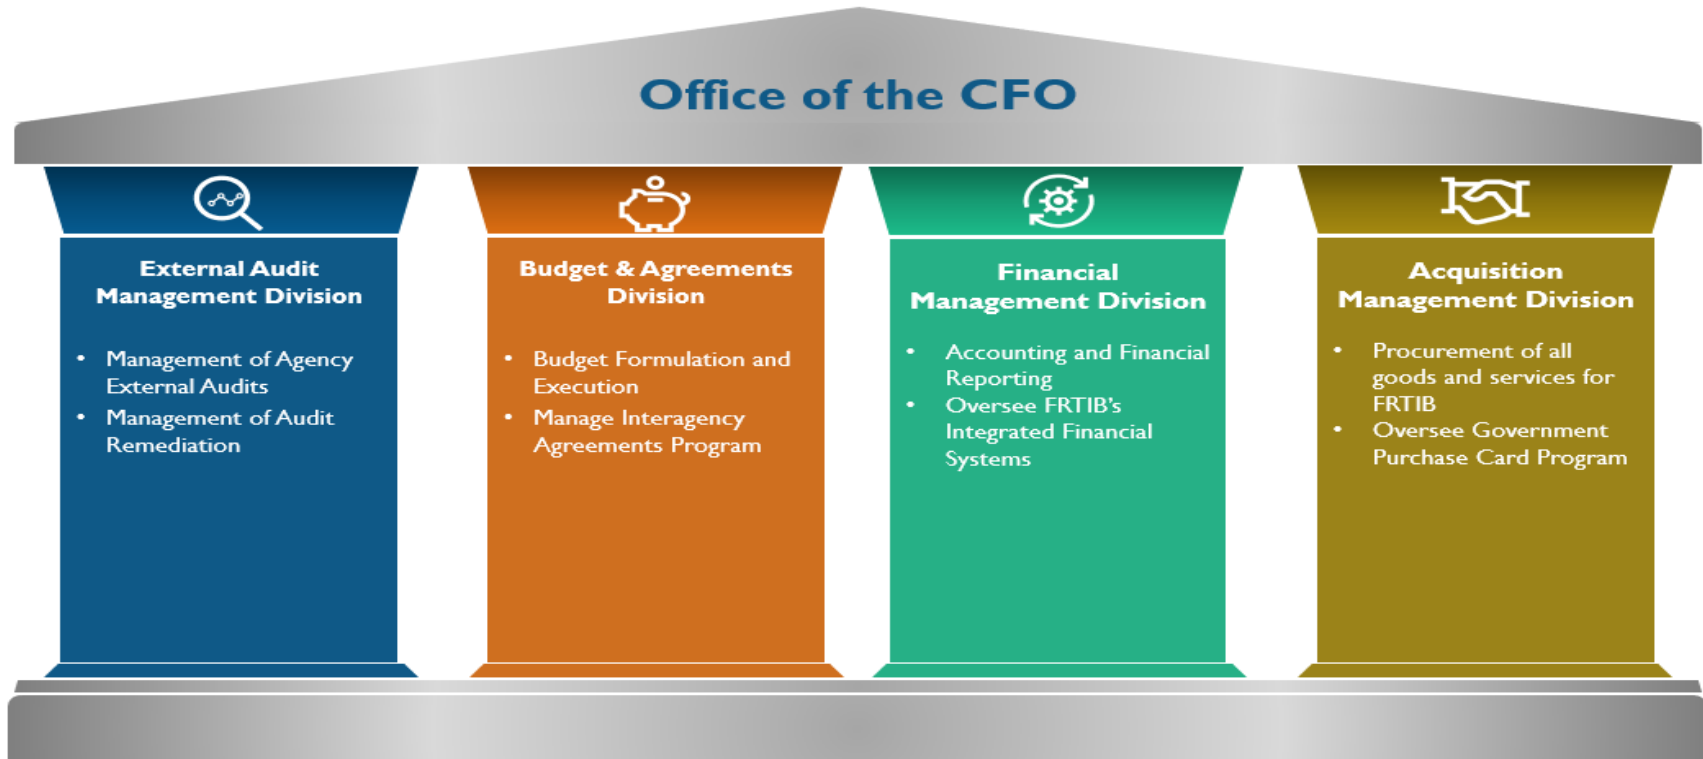 Office of the CFO
External Audit
Management Division
• Management of Agency
External Audits
• Management of Audit
Remediation
Budget & Agreements
Division
• Budget Formulation and
Execution
• Manage Interagency
Agreements Program
Financial
Management Division
• Accounting and Financial
Reporting
• Oversee FRTIB’s
Integrated Financial
Systems
Acquisition
Management Division
• Procurement of all
goods and services for
FRTIB
• Oversee Government
Purchase Card Program